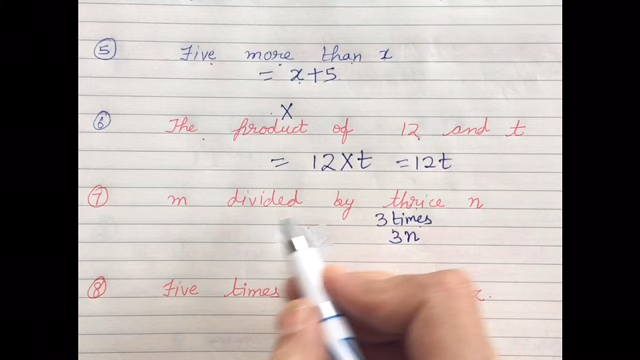 5 Five more than x
= x+5
X
6 The product of 12 and t
= 12Xt =12t
7 m divided by thrice n
3 times
3n
8 Five times